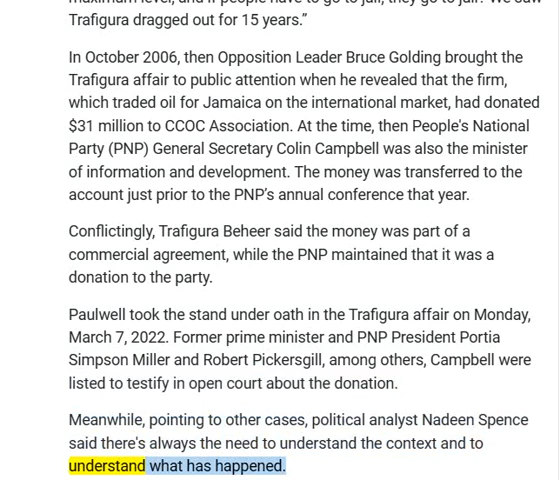 Trafigura dragged out for 15 years.”
In October 2006, then Opposition Leader Bruce Golding brought the
Trafigura affair to public attention when he revealed that the firm,
which traded oil for Jamaica on the international market, had donated
$31 million to CCOC Association. At the time, then People's National
Party (PNP) General Secretary Colin Campbell was also the minister
of information and development. The money was transferred to the
account just prior to the PNP’s annual conference that year.
Conflictingly, Trafigura Beheer said the money was part of a
commercial agreement, while the PNP maintained that it was a
donation to the party.
Paulwell took the stand under oath in the Trafigura affair on Monday,
March 7, 2022. Former prime minister and PNP President Portia
Simpson Miller and Robert Pickersgill, among others, Campbell were
listed to testify in open court about the donation.
Meanwhile, pointing to other cases, political analyst Nadeen Spence
said there's always the need to understand the context and to
understand what has happened.